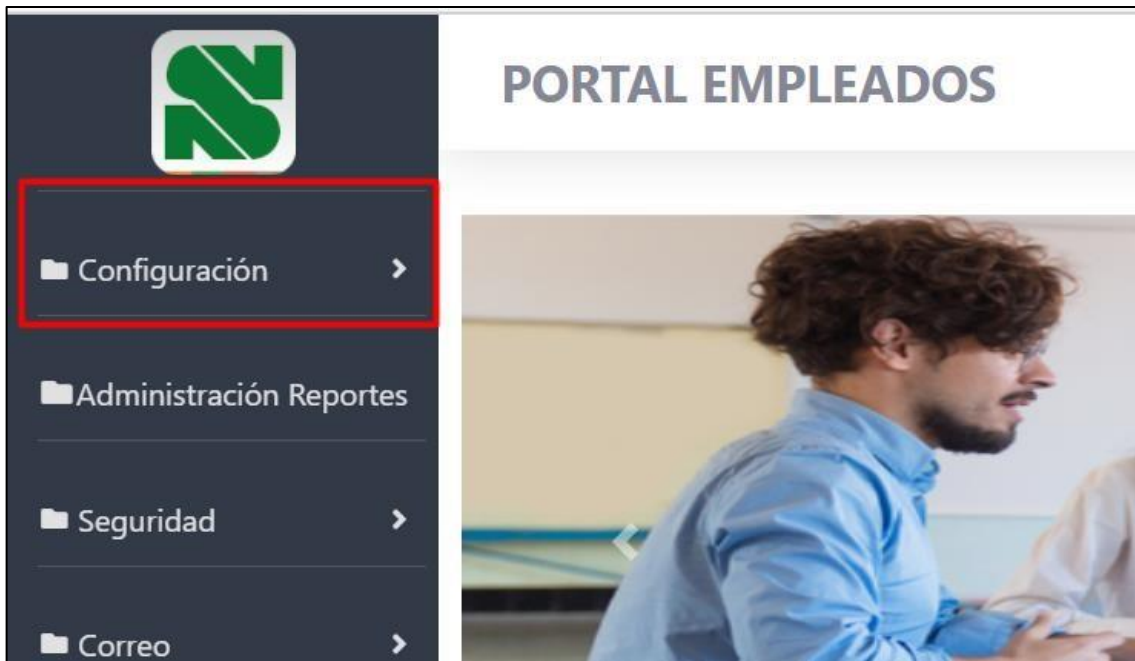 PORTAL EMPLEADOS
Configuración
Administración Reportes
Seguridad
Correo